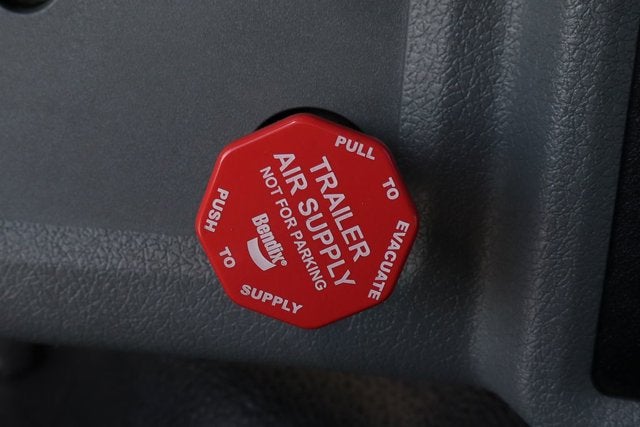 PULL TO EVACUATE
TRAILER
AIR SUPPLY
NOT FOR PARKING
Bendix®
PUSH TO SUPPLY